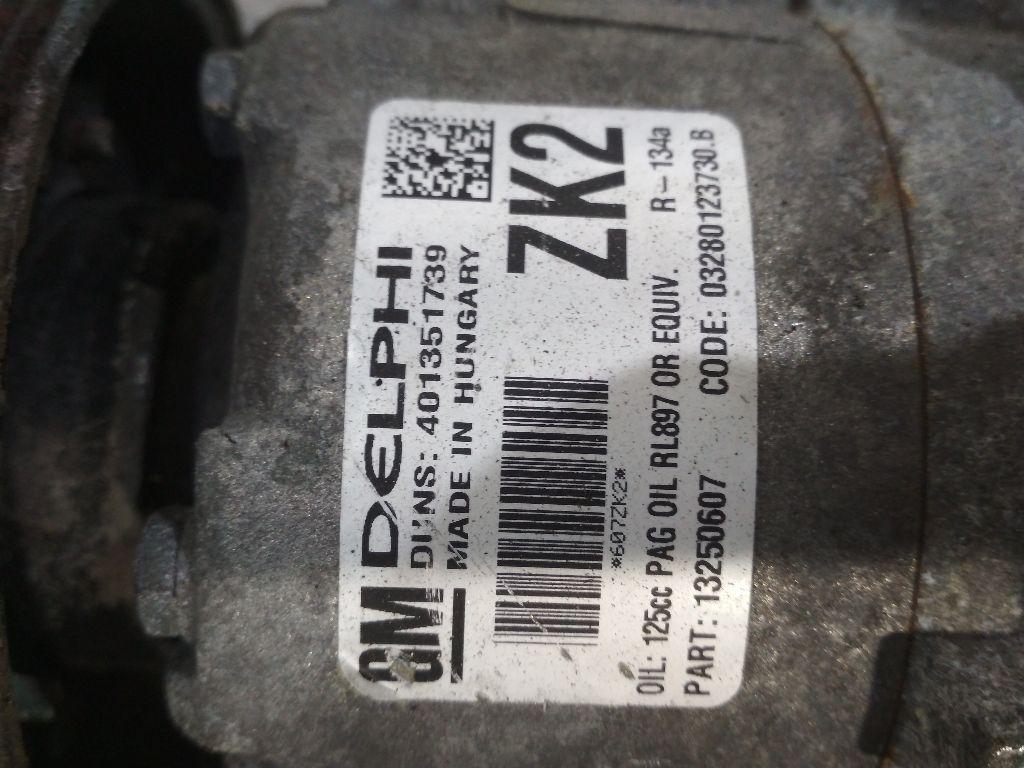 GM DELPHI
DUNS: 401351739
MADE IN HUNGARY
ZK2
*607ZK2*
OIL: 125cc PAG OIL RL897 OR EQUIV. R-134a
PART: 13250607 CODE: 03280123730.B